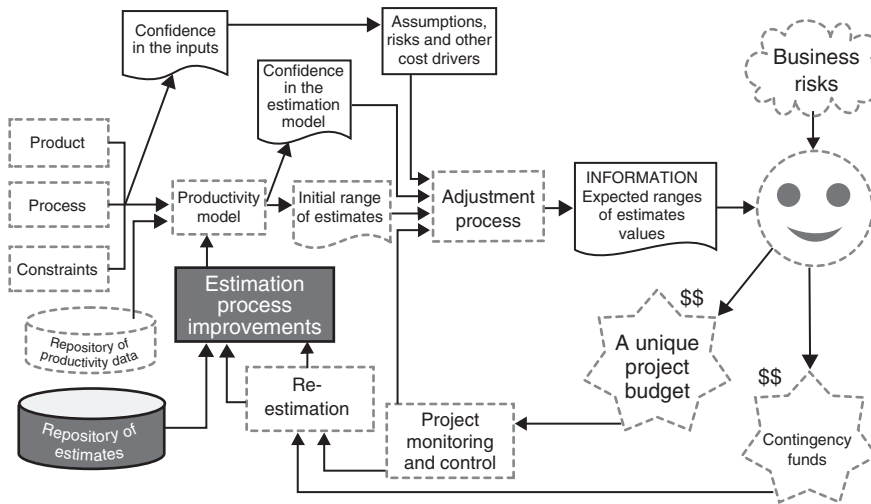 Confidence
in the inputs
Assumptions,
risks and other
cost drivers
Business
risks
Confidence
in the
estimation
model
Product
Process
Constraints
Productivity
model
Initial range
of estimates
Adjustment
process
INFORMATION
Expected ranges
of estimates
values
Estimation
process
improvements
Repository of
productivity data
$$
A unique
project
budget
$$
Re-
estimation
Project
monitoring
and control
Contingency
funds
Repository of
estimates